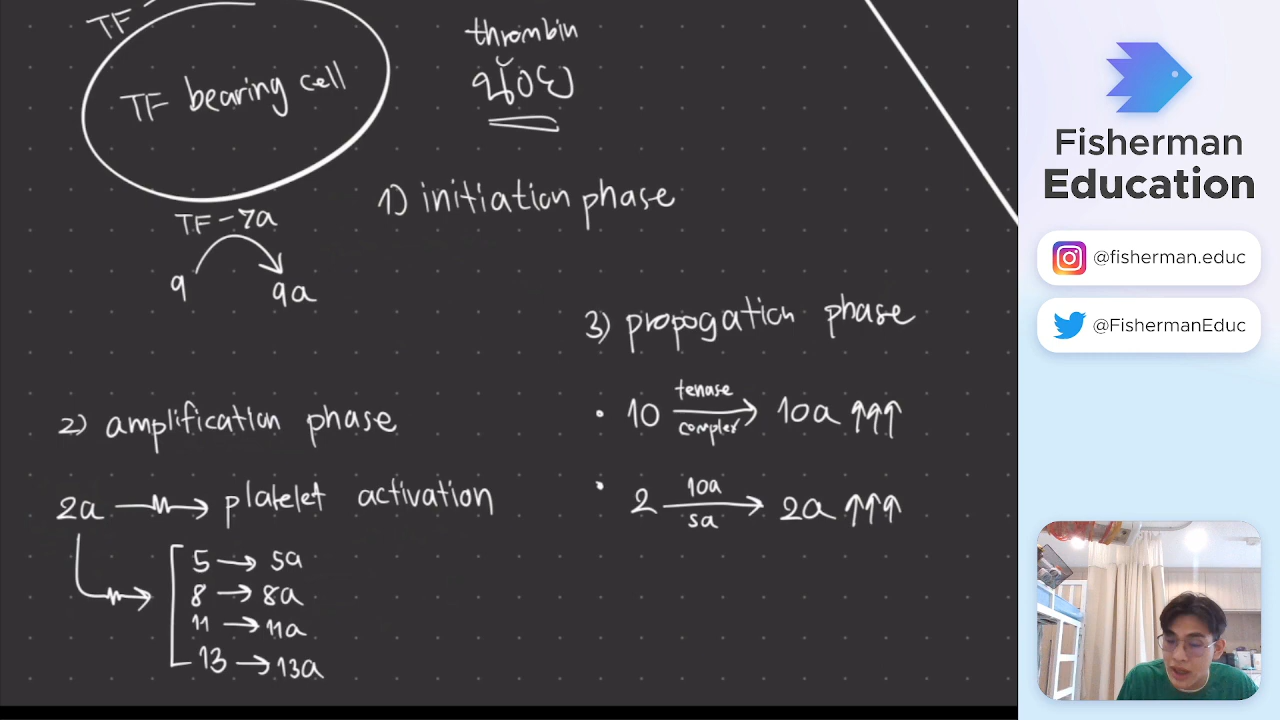 TF -
TF bearing cell
thrombin
น้อย
TF-7a
9 9a
1) initiation phase
2) amplification phase
2a platelet activation
5 → 5a
8 → 8a
11 → 11a
13 → 13a
3) propogation phase
• 10 tenase complex → 10a ↑↑↑
• 2 10a 5a → 2a ↑↑↑
Fisherman
Education
@fisherman.educ
@FishermanEduc